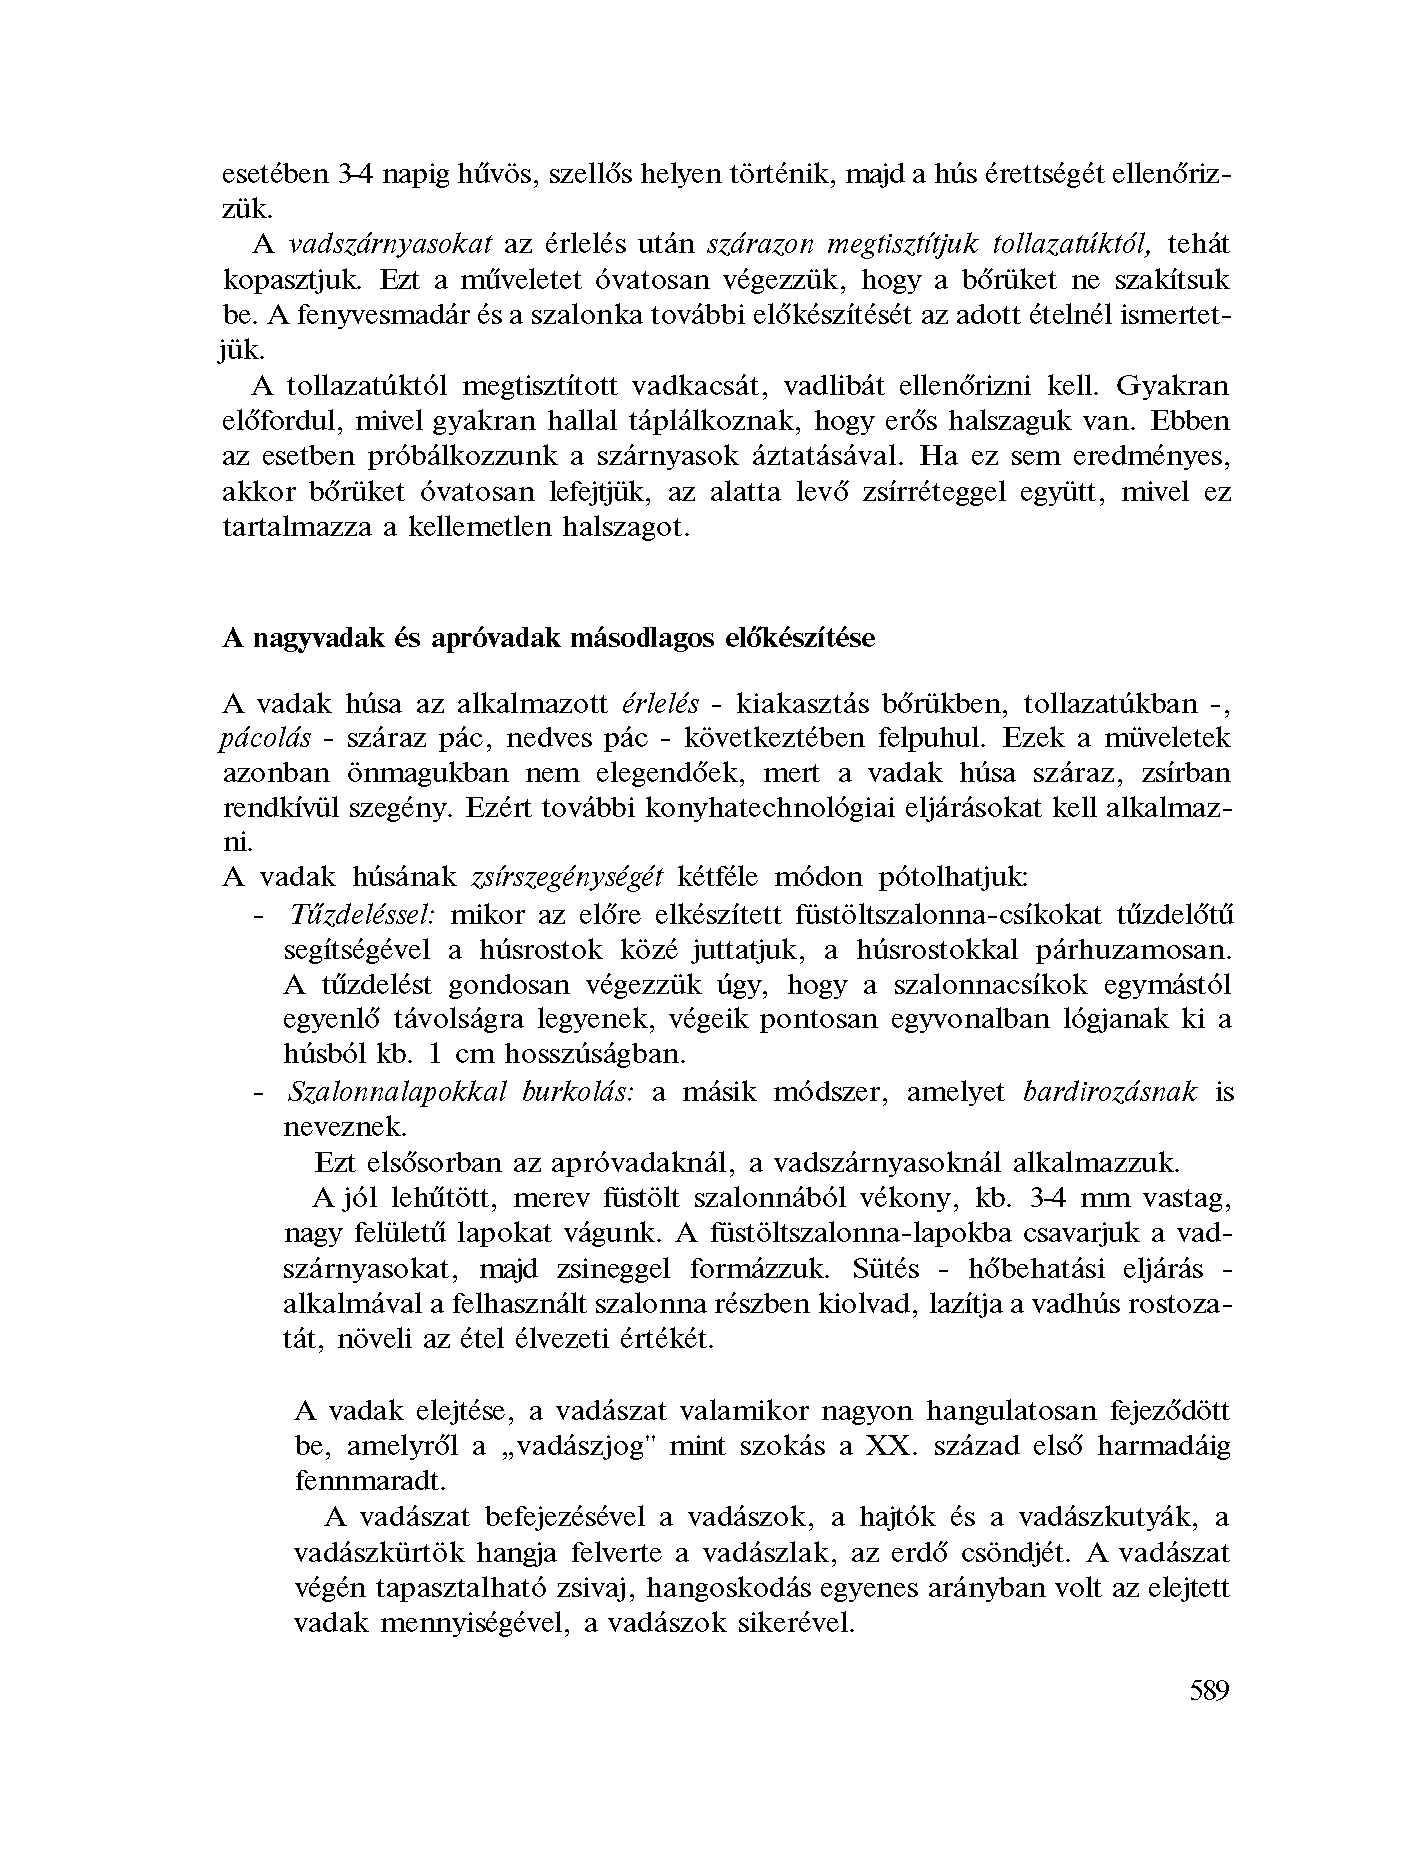 esetében 3-4 napig hűvös, szellős helyen történik, majd a hús érettségét ellenőriz-
zük.
A vadszárnyasokat az érlelés után szárazon megtisztítjuk tollazatúktól, tehát
kopasztjuk. Ezt a műveletet óvatosan végezzük, hogy a bőrüket ne szakítsuk
be. A fenyvesmadár és a szalonka további előkészítését az adott ételnél ismertet-
jük.
A tollazatúktól megtisztított vadkacsát, vadlibát ellenőrizni kell. Gyakran
előfordul, mivel gyakran hallal táplálkoznak, hogy erős halszaguk van. Ebben
az esetben próbálkozzunk a szárnyasok áztatásával. Ha ez sem eredményes,
akkor bőrüket óvatosan lefejtjük, az alatta levő zsírréteggel együtt, mivel ez
tartalmazza a kellemetlen halszagot.
A nagyvadak és apróvadak másodlagos előkészítése
A vadak húsa az alkalmazott érlelés - kiakasztás bőrükben, tollazatúkban -,
pácolás - száraz pác, nedves pác - következtében felpuhul. Ezek a müveletek
azonban önmagukban nem elegendőek, mert a vadak húsa száraz, zsírban
rendkívül szegény. Ezért további konyhatechnológiai eljárásokat kell alkalmaz-
ni.
A vadak húsának zsírszegénységét kétféle módon pótolhatjuk:
- Tűzdeléssel: mikor az előre elkészített füstöltszalonna-csíkokat tűzdelőtű
segítségével a húsrostok közé juttatjuk, a húsrostokkal párhuzamosan.
A tűzdelést gondosan végezzük úgy, hogy a szalonnacsíkok egymástól
egyenlő távolságra legyenek, végeik pontosan egyvonalban lógjanak ki a
húsból kb. 1 cm hosszúságban.
- Szalonnalapokkal burkolás: a másik módszer, amelyet bardirozásnak is
neveznek.
Ezt elsősorban az apróvadaknál, a vadszárnyasoknál alkalmazzuk.
A jól lehűtött, merev füstölt szalonnából vékony, kb. 3-4 mm vastag,
nagy felületű lapokat vágunk. A füstöltszalonna-lapokba csavarjuk a vad-
szárnyasokat, majd zsineggel formázzuk. Sütés - hőbehatási eljárás -
alkalmával a felhasznált szalonna részben kiolvad, lazítja a vadhús rostoza-
tát, növeli az étel élvezeti értékét.
A vadak elejtése, a vadászat valamikor nagyon hangulatosan fejeződött
be, amelyről a „vadászjog" mint szokás a XX. század első harmadáig
fennmaradt.
A vadászat befejezésével a vadászok, a hajtók és a vadászkutyák, a
vadászkürtök hangja felverte a vadászlak, az erdő csöndjét. A vadászat
végén tapasztalható zsivaj, hangoskodás egyenes arányban volt az elejtett
vadak mennyiségével, a vadászok sikerével.
589